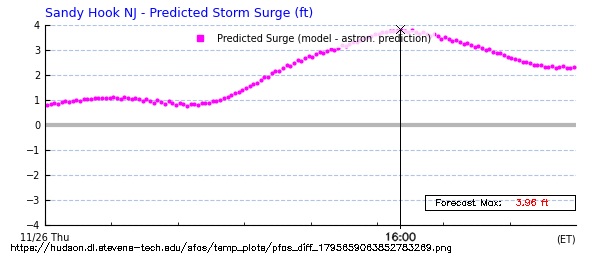 Sandy Hook NJ - Predicted Storm Surge (ft)
Predicted Surge (model - astron. prediction)
4
3
2
1
0
−1
−2
−3
−4
Forecast Max: 3.96 ft
11/26 Thu 16:00 (ET)
https://hudson.dl.stevens-tech.edu/sfas/temp_plots/pfas_diff_1795659063852783269.png